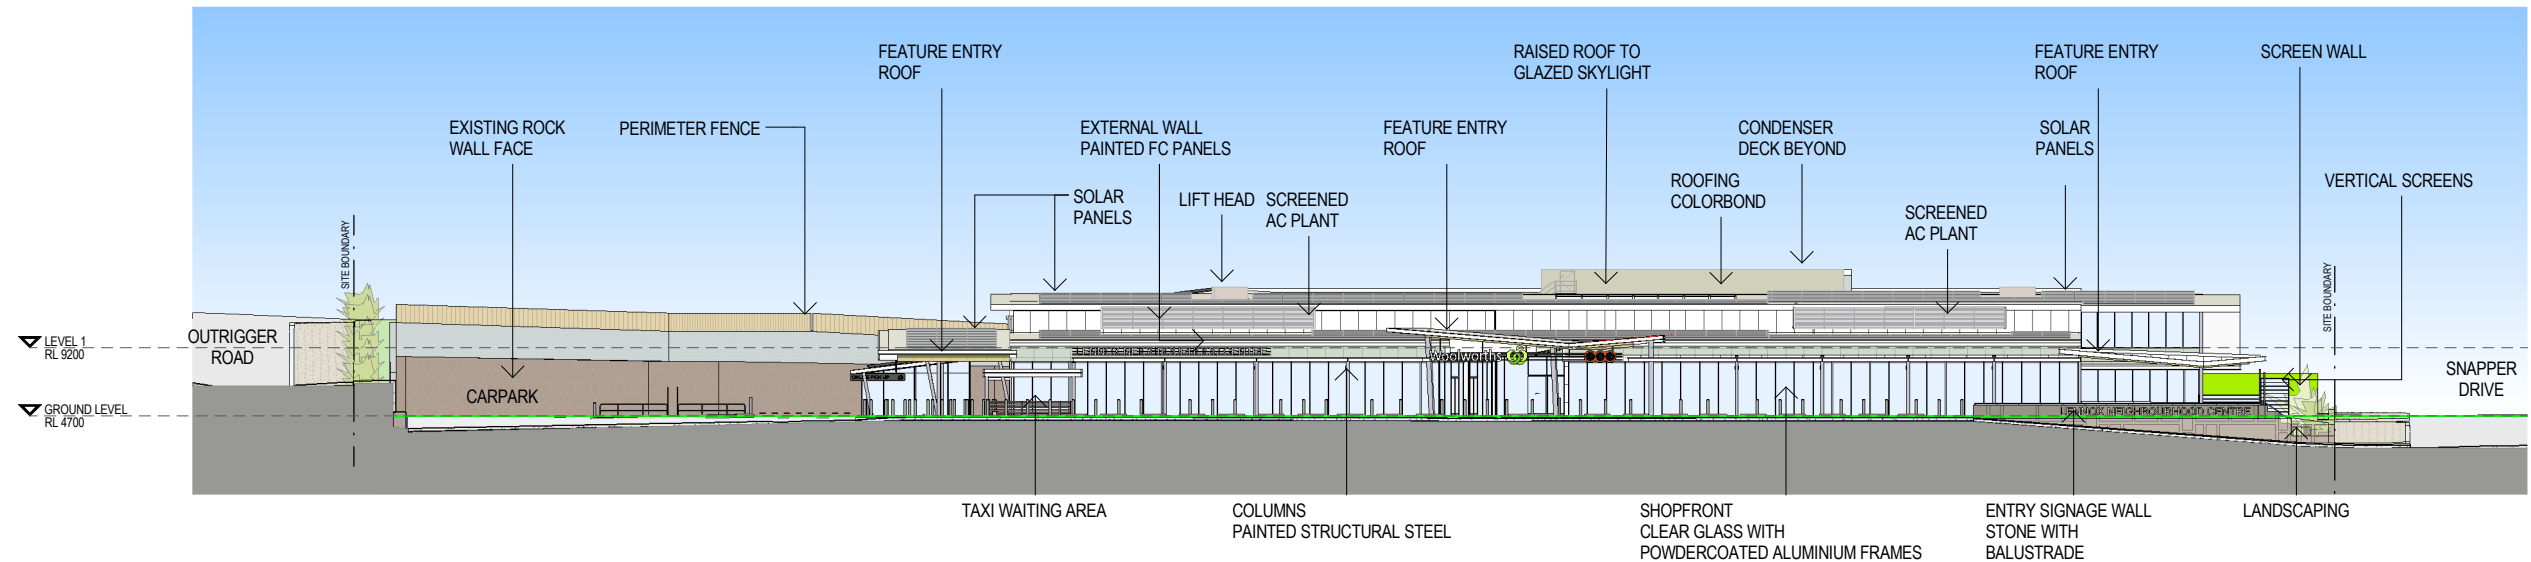 FEATURE ENTRY
ROOF
RAISED ROOF TO
GLAZED SKYLIGHT
FEATURE ENTRY
ROOF
SCREEN WALL
EXISTING ROCK
WALL FACE
PERIMETER FENCE
EXTERNAL WALL
PAINTED FC PANELS
FEATURE ENTRY
ROOF
CONDENSER
DECK BEYOND
SOLAR
PANELS
SOLAR
PANELS
LIFT HEAD
SCREENED
AC PLANT
ROOFING
COLORBOND
SCREENED
AC PLANT
VERTICAL SCREENS
SITE BOUNDARY
SITE BOUNDARY
LEVEL 1
RL 9200
OUTRIGGER
ROAD
Woolworths
SNAPPER
DRIVE
CARPARK
GROUND LEVEL
RL 4700
LENNOX NEIGHBOURHOOD CENTRE
TAXI WAITING AREA
COLUMNS
PAINTED STRUCTURAL STEEL
SHOPFRONT
CLEAR GLASS WITH
POWDERCOATED ALUMINIUM FRAMES
ENTRY SIGNAGE WALL
STONE WITH
BALUSTRADE
LANDSCAPING